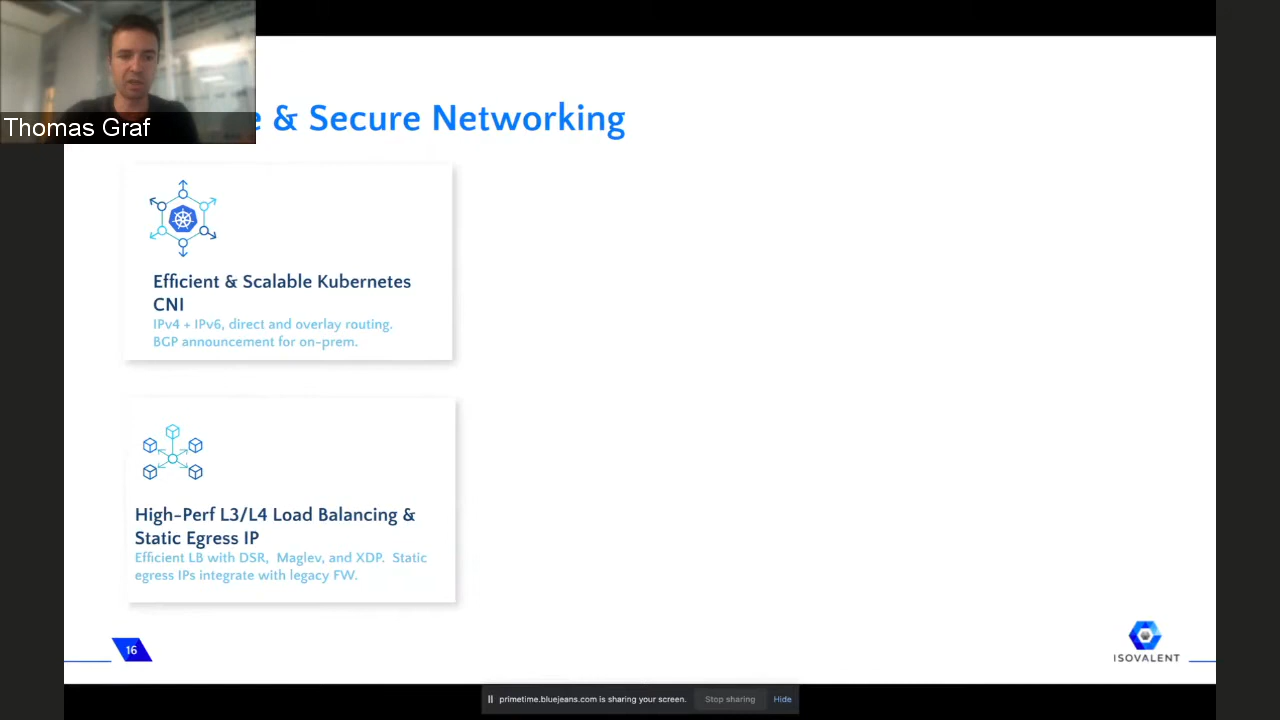 Thomas Graf
e & Secure Networking
Efficient & Scalable Kubernetes
CNI
IPv4 + IPv6, direct and overlay routing.
BGP announcement for on-prem.
High-Perf L3/L4 Load Balancing &
Static Egress IP
Efficient LB with DSR, Maglev, and XDP. Static
egress IPs integrate with legacy FW.
16
ISOVALENT
primetime.bluejeans.com is sharing your screen. Stop sharing Hide